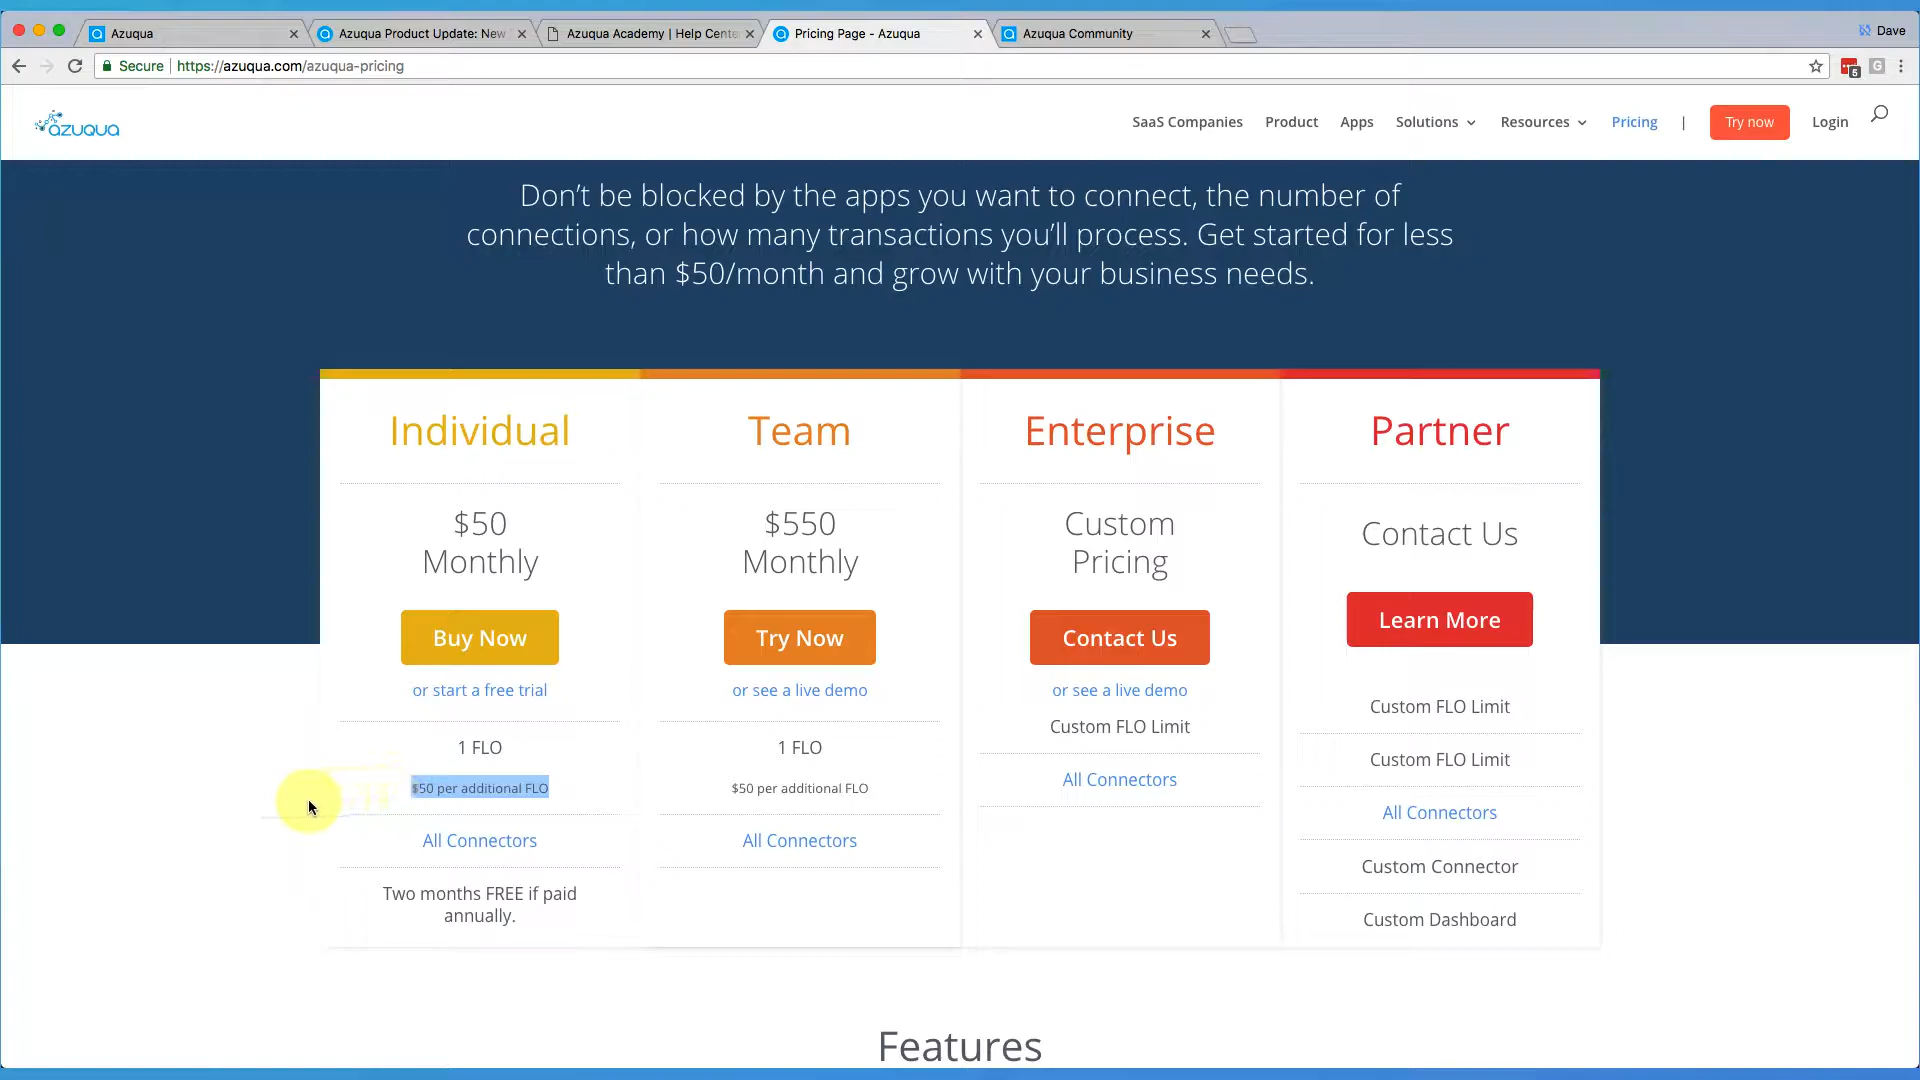 Azuqua
Azuqua Product Update: New
Azuqua Academy | Help Cente
Pricing Page - Azuqua
Azuqua Community
Dave
Secure
https://azuqua.com/azuqua-pricing
5
G
azuqua
SaaS Companies
Product
Apps
Solutions
Resources
Pricing
|
Try now
Login
Don't be blocked by the apps you want to connect, the number of
connections, or how many transactions you'll process. Get started for less
than $50/month and grow with your business needs.
Individual
$50
Monthly
Buy Now
or start a free trial
1 FLO
$50 per additional FLO
All Connectors
Two months FREE if paid
annually.
Team
$550
Monthly
Try Now
or see a live demo
1 FLO
$50 per additional FLO
All Connectors
Enterprise
Custom
Pricing
Contact Us
or see a live demo
Custom FLO Limit
All Connectors
Partner
Contact Us
Learn More
Custom FLO Limit
Custom FLO Limit
All Connectors
Custom Connector
Custom Dashboard
Features